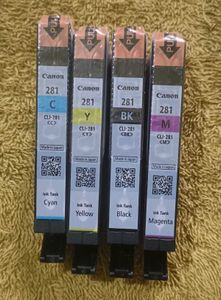 Canon
281
C
CLI-281
<C>
Made in Japan
Ink Tank
Cyan
Canon
281
Y
CLI-281
<Y>
Made in Japan
Ink Tank
Yellow
Canon
281
BK
CLI-281
<BK>
Made in Japan
Ink Tank
Black
Canon
281
M
CLI-281
<M>
Made in Japan
Ink Tank
Magenta